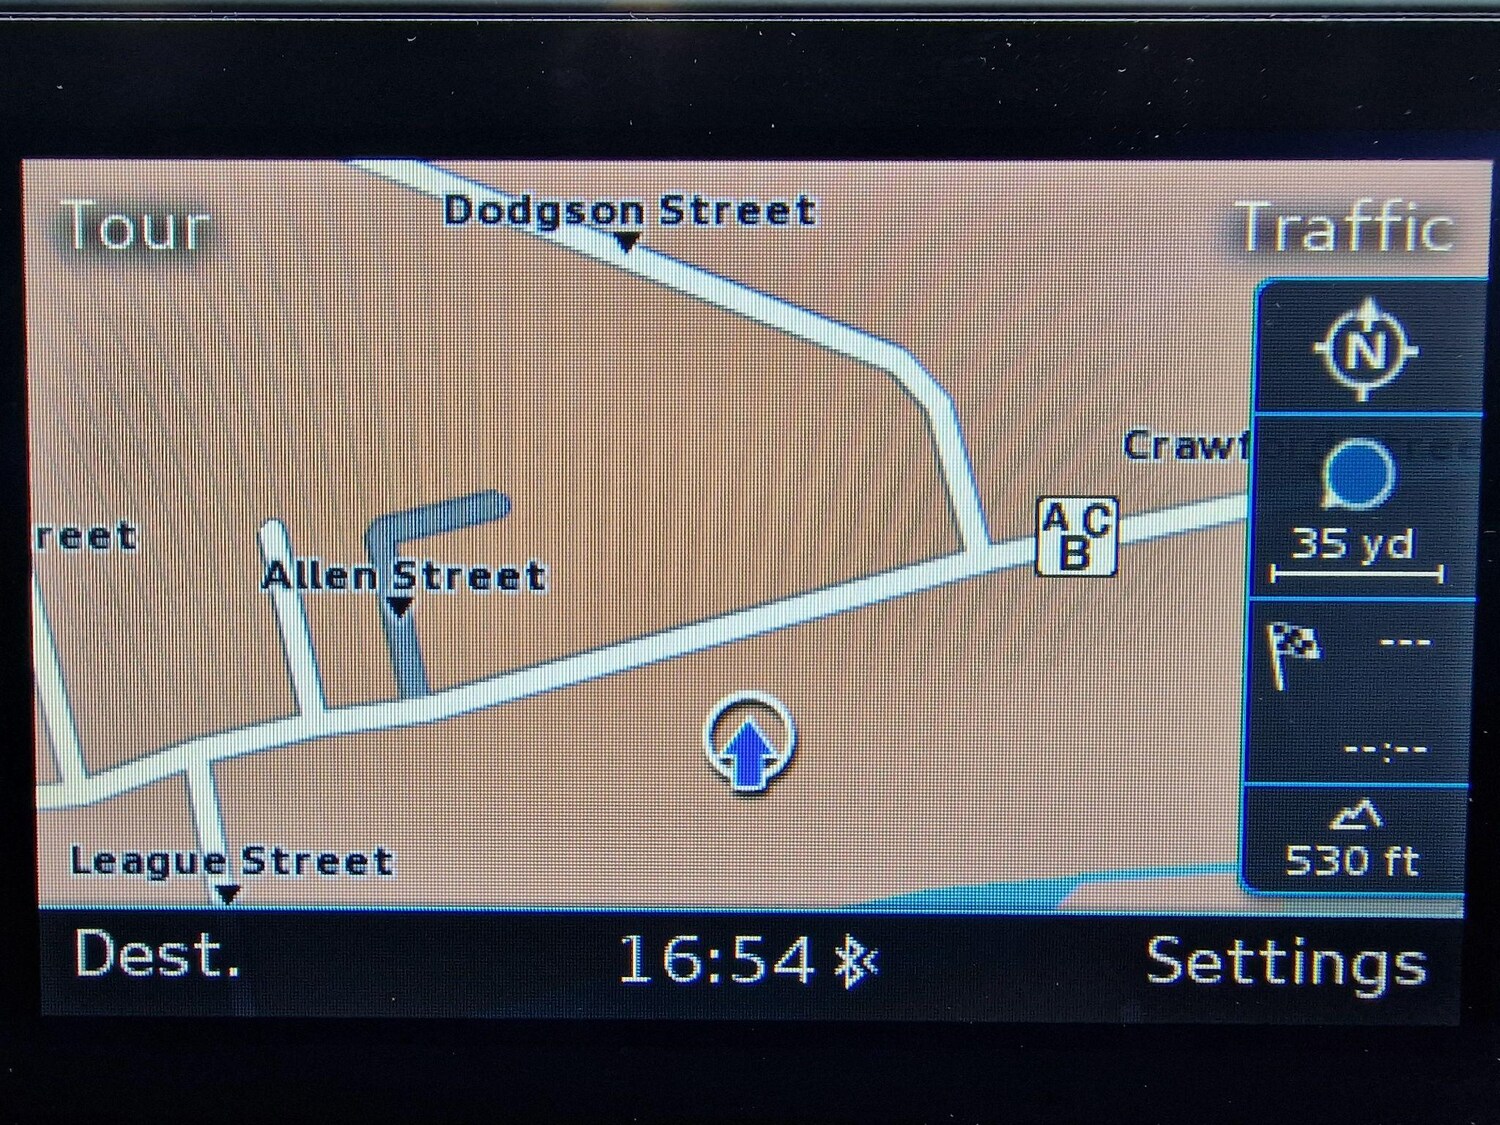 Dodgson Street
Tour
Traffic
N
Crawf
A C
B
reet
35 yd
Allen Street
---
--:--
League Street
530 ft
Dest.
16:54
Settings